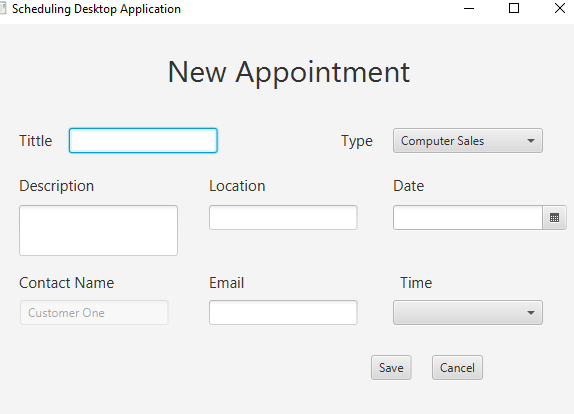 Scheduling Desktop Application
New Appointment
Tittle Type Computer Sales
Description Location Date
Contact Name Email Time
Customer One
Save Cancel